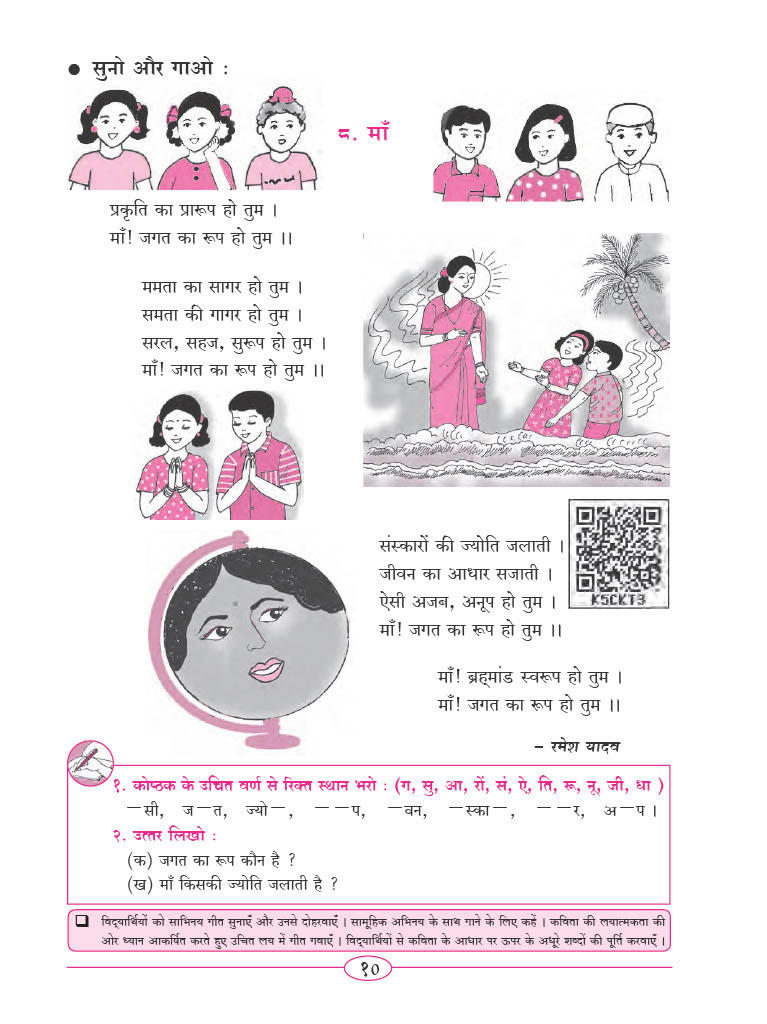 ● सुनो और गाओ :
८. माँ
प्रकृति का प्रारूप हो तुम ।
माँ! जगत का रूप हो तुम ।।
ममता का सागर हो तुम ।
समता की गागर हो तुम ।
सरल, सहज, सुरूप हो तुम ।
माँ! जगत का रूप हो तुम ।।
संस्कारों की ज्योति जलाती ।
जीवन का आधार सजाती ।
ऐसी अजब, अनूप हो तुम ।
माँ! जगत का रूप हो तुम ।।
K5CKT3
माँ! ब्रह्मांड स्वरूप हो तुम ।
माँ! जगत का रूप हो तुम ।।
– रमेश यादव
१. कोष्ठक के उचित वर्ण से रिक्त स्थान भरो : (ग, सु, आ, रों, सं, ऐ, ति, रू, नू, जी, धा )
—सी, ज—त, ज्यो—, — —प, —वन, —स्का—, — —र, अ—प ।
२. उत्तर लिखो :
(क) जगत का रूप कौन है ?
(ख) माँ किसकी ज्योति जलाती है ?
❑ विद्यार्थियों को साभिनय गीत सुनाएँ और उनसे दोहरवाएँ । सामूहिक अभिनय के साथ गाने के लिए कहें । कविता की लयात्मकता की
ओर ध्यान आकर्षित करते हुए उचित लय में गीत गवाएँ । विद्यार्थियों से कविता के आधार पर ऊपर के अधूरे शब्दों की पूर्ति करवाएँ ।
१०